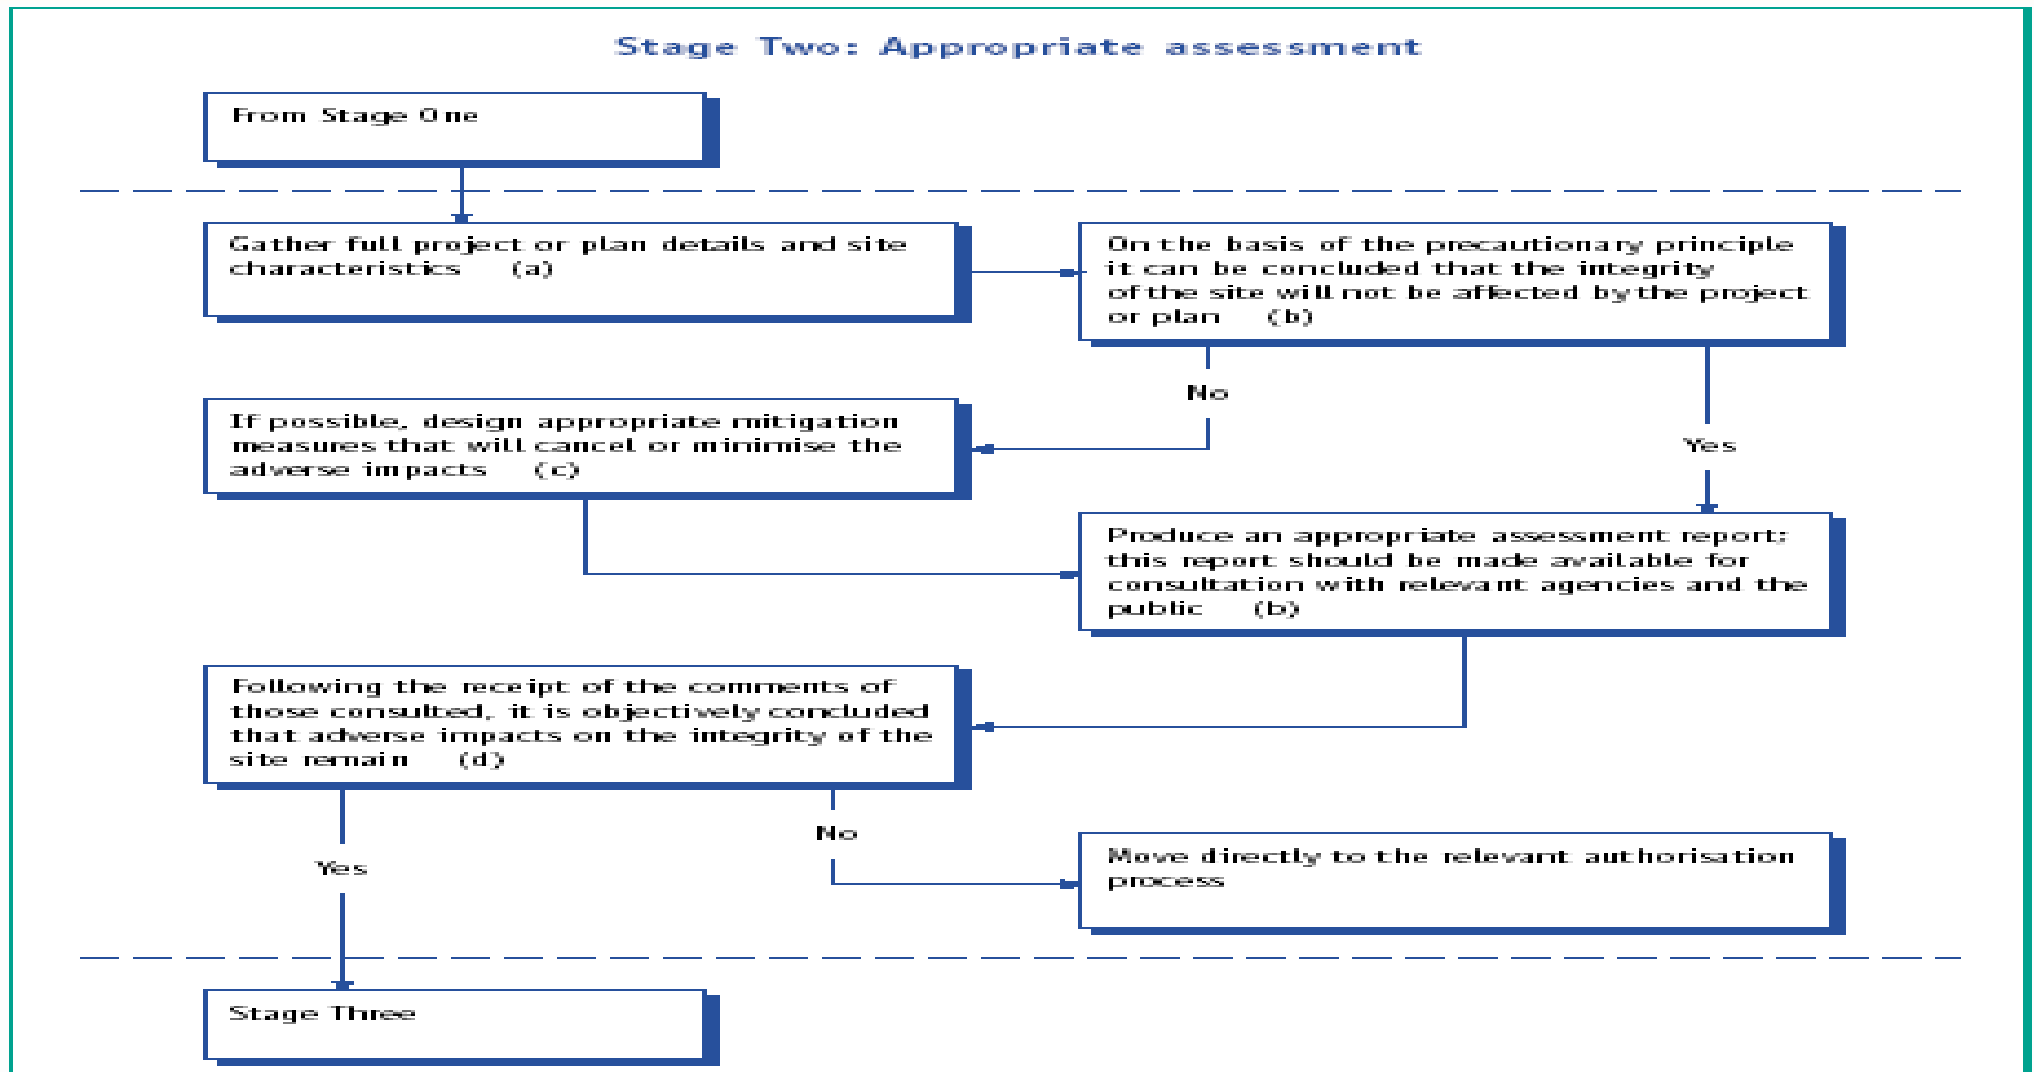 Stage Two: Appropriate assessment
From Stage One
Gather full project or plan details and site
characteristics (a)
On the basis of the precautionary principle
it can be concluded that the integrity
of the site will not be affected by the project
or plan (b)
No
Yes
If possible, design appropriate mitigation
measures that will cancel or minimise the
adverse impacts (c)
Produce an appropriate assessment report;
this report should be made available for
consultation with relevant agencies and the
public (b)
Following the receipt of the comments of
those consulted, it is objectively concluded
that adverse impacts on the integrity of the
site remain (d)
No
Yes
Move directly to the relevant authorisation
process
Stage Three